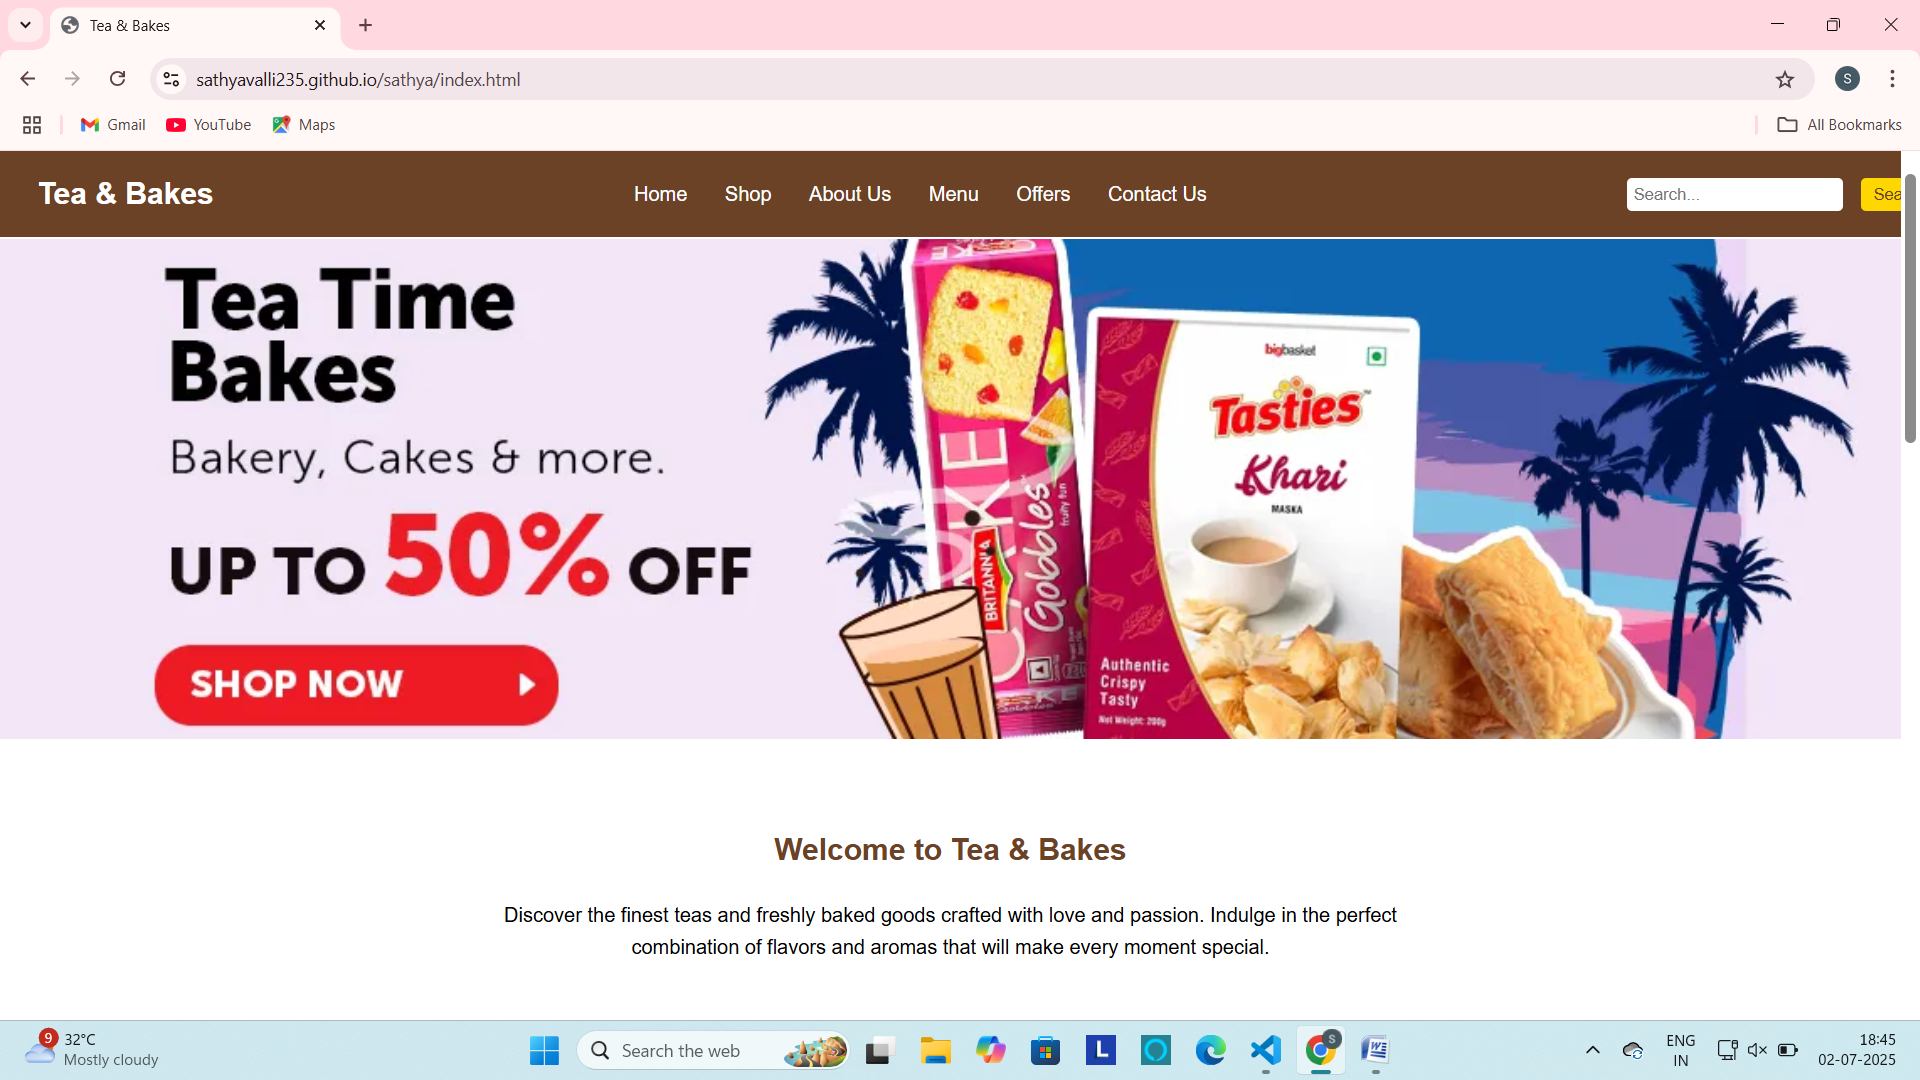 Tea & Bakes
sathyavalli235.github.io/sathya/index.html
S
Gmail
YouTube
Maps
All Bookmarks
Tea & Bakes
Home
Shop
About Us
Menu
Offers
Contact Us
Search...
Sea
Tea Time
Bakes
Bakery, Cakes & more.
UP TO 50% OFF
SHOP NOW
CAKE
BRITANNIA
Gobbles
fruity fun
bigbasket
Tasties
Khari
MASKA
Authentic
Crispy
Tasty
Net Weight: 200g
Welcome to Tea & Bakes
Discover the finest teas and freshly baked goods crafted with love and passion. Indulge in the perfect
combination of flavors and aromas that will make every moment special.
9
32°C
Mostly cloudy
Search the web
L
S
ENG
IN
18:45
02-07-2025